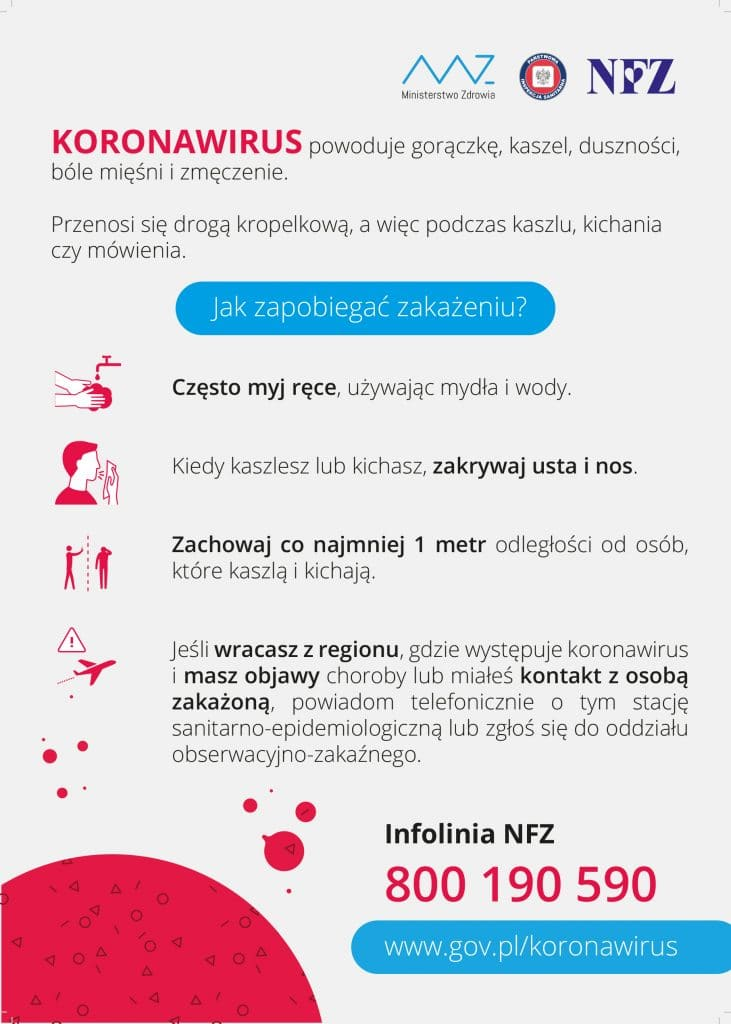 Ministerstwo Zdrowia
PAŃSTWOWA
INSPEKCJA SANITARNA
NFZ
KORONAWIRUS powoduje gorączkę, kaszel, duszności,
bóle mięśni i zmęczenie.
Przenosi się drogą kropelkową, a więc podczas kaszlu, kichania
czy mówienia.
Jak zapobiegać zakażeniu?
Często myj ręce, używając mydła i wody.
Kiedy kaszlesz lub kichasz, zakrywaj usta i nos.
Zachowaj co najmniej 1 metr odległości od osób,
które kaszlą i kichają.
Jeśli wracasz z regionu, gdzie występuje koronawirus
i masz objawy choroby lub miałeś kontakt z osobą
zakażoną, powiadom telefonicznie o tym stację
sanitarno-epidemiologiczną lub zgłoś się do oddziału
obserwacyjno-zakaźnego.
Infolinia NFZ
800 190 590
www.gov.pl/koronawirus